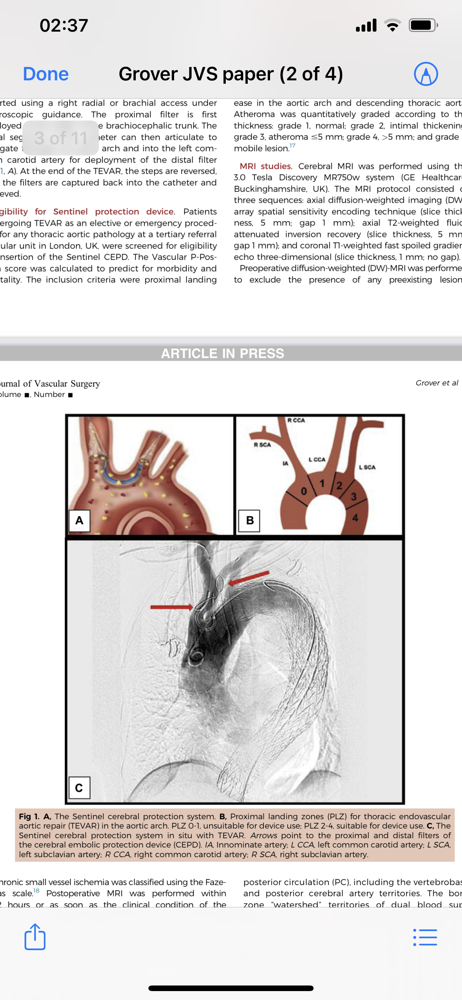 02:37
Done
Grover JVS paper (2 of 4)
3 of 11
rted using a right radial or brachial access under
roscopic guidance. The proximal filter is first
loyed e brachiocephalic trunk. The
al seg eter can then articulate to
gate arch and into the left com-
carotid artery for deployment of the distal filter
1, A). At the end of the TEVAR, the steps are reversed,
the filters are captured back into the catheter and
eved.
gibility for Sentinel protection device. Patients
ergoing TEVAR as an elective or emergency proced-
for any thoracic aortic pathology at a tertiary referral
cular unit in London, UK, were screened for eligibility
nsertion of the Sentinel CEPD. The Vascular P-Pos-
score was calculated to predict for morbidity and
tality. The inclusion criteria were proximal landing
ease in the aortic arch and descending thoracic aort
Atheroma was quantitatively graded according to th
thickness: grade 1, normal; grade 2, intimal thickening
grade 3, atheroma ≤5 mm; grade 4, >5 mm; and grade
mobile lesion.17
MRI studies. Cerebral MRI was performed using th
3.0 Tesla Discovery MR750w system (GE Healthcar
Buckinghamshire, UK). The MRI protocol consisted o
three sequences: axial diffusion-weighted imaging (DW
array spatial sensitivity encoding technique (slice thick
ness, 5 mm; gap 1 mm); axial T2-weighted fluid
attenuated inversion recovery (slice thickness, 5 mm
gap 1 mm); and coronal T1-weighted fast spoiled gradien
echo three-dimensional (slice thickness, 1 mm; no gap).
Preoperative diffusion-weighted (DW)-MRI was performe
to exclude the presence of any preexisting lesion
ARTICLE IN PRESS
ournal of Vascular Surgery
olume ■, Number ■
Grover et al
A
R CCA
R SCA
IA
L CCA
L SCA
0
1
2
3
4
B
C
Fig 1. A, The Sentinel cerebral protection system. B, Proximal landing zones (PLZ) for thoracic endovascular
aortic repair (TEVAR) in the aortic arch. PLZ 0-1, unsuitable for device use; PLZ 2-4, suitable for device use. C, The
Sentinel cerebral protection system in situ with TEVAR. Arrows point to the proximal and distal filters of
the cerebral embolic protection device (CEPD). IA, Innominate artery; L CCA, left common carotid artery; L SCA,
left subclavian artery; R CCA, right common carotid artery; R SCA, right subclavian artery.
hronic small vessel ischemia was classified using the Faze-
as scale.18 Postoperative MRI was performed within
2 hours or as soon as the clinical condition of the
posterior circulation (PC), including the vertebrobas
and posterior cerebral artery territories. The bor
zone “watershed” territories of dual blood sup